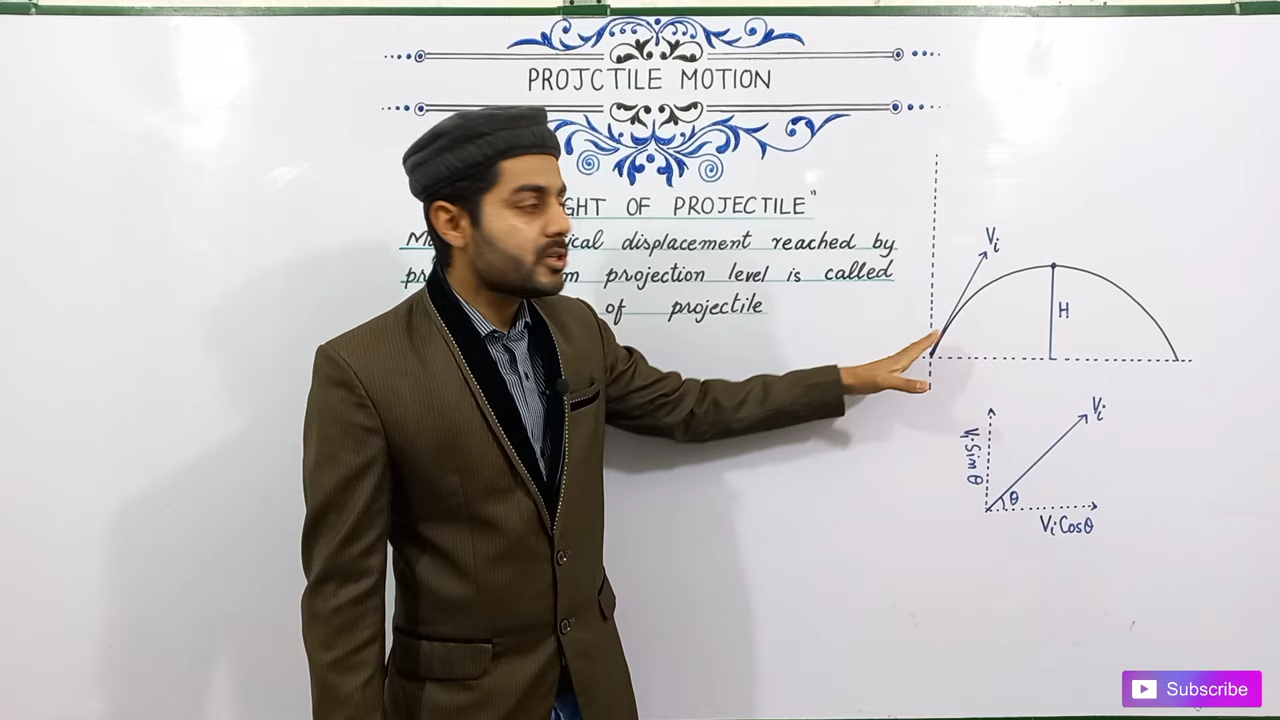 PROJCTILE MOTION
GHT OF PROJECTILE"
ical displacement reached by
projection level is called
of projectile
Vi
H
Vi
Vi Sin θ
θ
Vi Cosθ
Subscribe